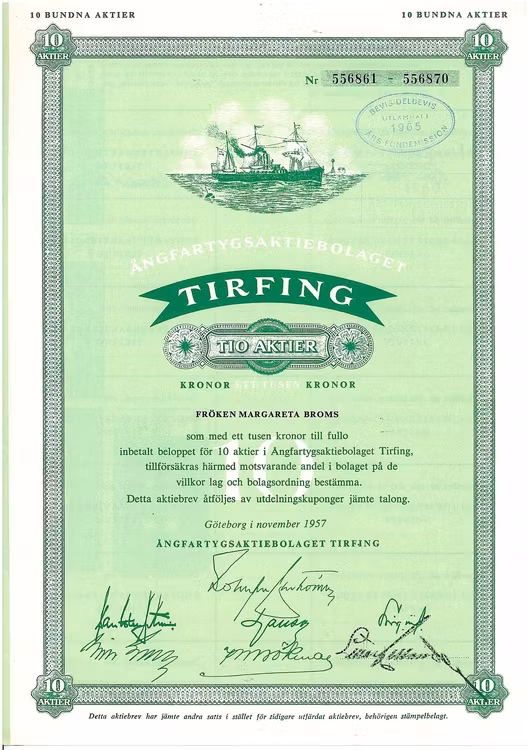 10 BUNDNA AKTIER
10 BUNDNA AKTIER
10 AKTIER
10 AKTIER
Nr 556861 - 556870
BEVIS DELBEVIS
UTLÄMNAT
1965
ÅRS FONDEMISSION
ÅNGFARTYGSAKTIEBOLAGET
TIRFING
TIO AKTIER
KRONOR ETT TUSEN KRONOR
FRÖKEN MARGARETA BROMS
10
som med ett tusen kronor till fullo
inbetalt beloppet för 10 aktier i Ångfartygsaktiebolaget Tirfing,
tillförsäkras härmed motsvarande andel i bolaget på de
villkor lag och bolagsordning bestämma.
Detta aktiebrev åtföljes av utdelningskuponger jämte talong.
Göteborg i november 1957
ÅNGFARTYGSAKTIEBOLAGET TIRFING
10 AKTIER
10 AKTIER
Detta aktiebrev har jämte andra satts i stället för tidigare utfärdat aktiebrev, behörigen stämpelbelagt.